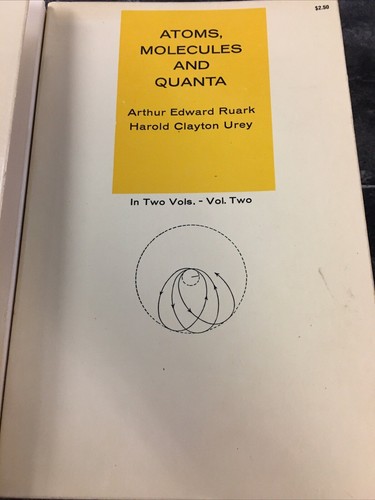 $2.50
ATOMS,
MOLECULES
AND
QUANTA
Arthur Edward Ruark
Harold Clayton Urey
In Two Vols. - Vol. Two